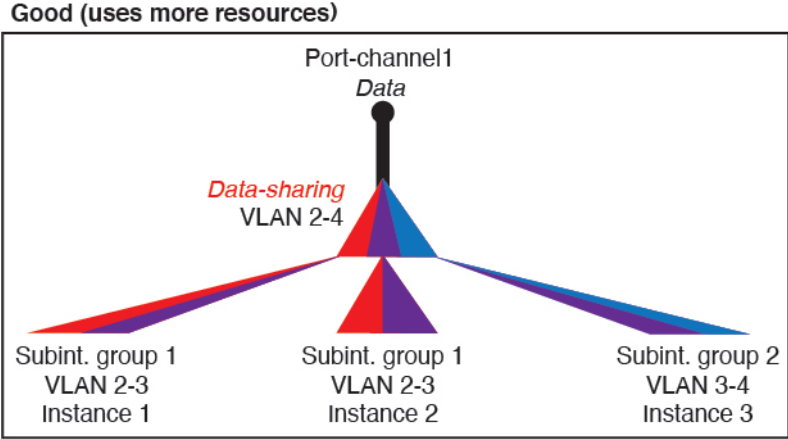 Good (uses more resources)
Port-channel1
Data
Data-sharing
VLAN 2-4
Subint. group 1
VLAN 2-3
Instance 1
Subint. group 1
VLAN 2-3
Instance 2
Subint. group 2
VLAN 3-4
Instance 3